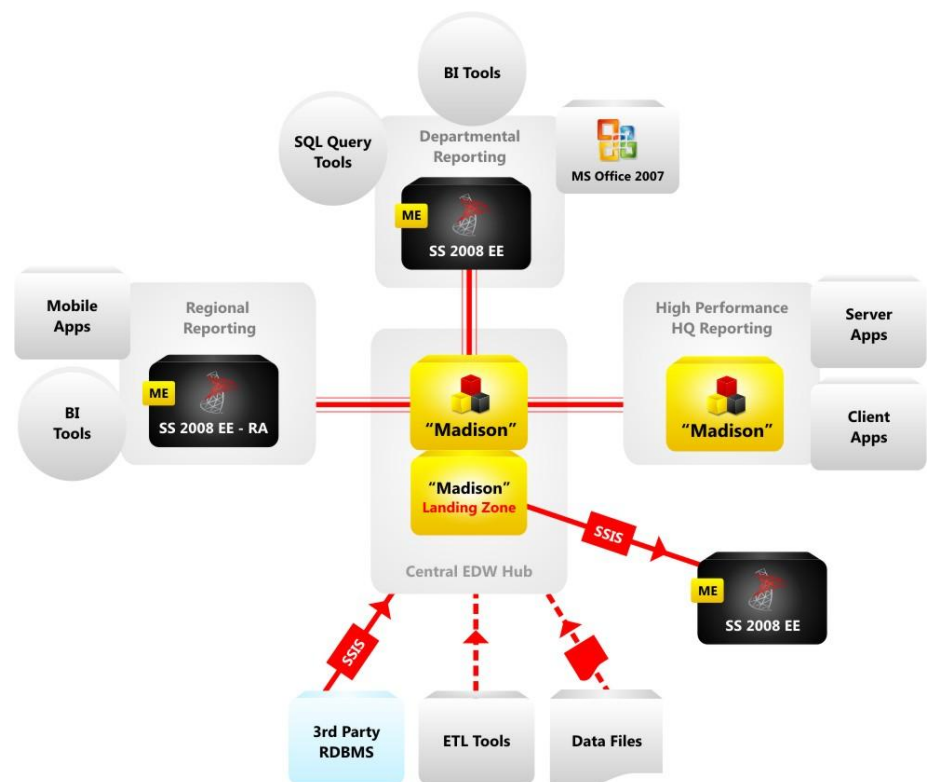 BI Tools
SQL Query
Tools
Departmental
Reporting
MS Office 2007
ME
SS 2008 EE
Mobile
Apps
BI
Tools
Regional
Reporting
ME
SS 2008 EE - RA
High Performance
HQ Reporting
“Madison”
Server
Apps
Client
Apps
“Madison”
“Madison”
Landing Zone
Central EDW Hub
SSIS
ME
SS 2008 EE
SSIS
3rd Party
RDBMS
ETL Tools
Data Files